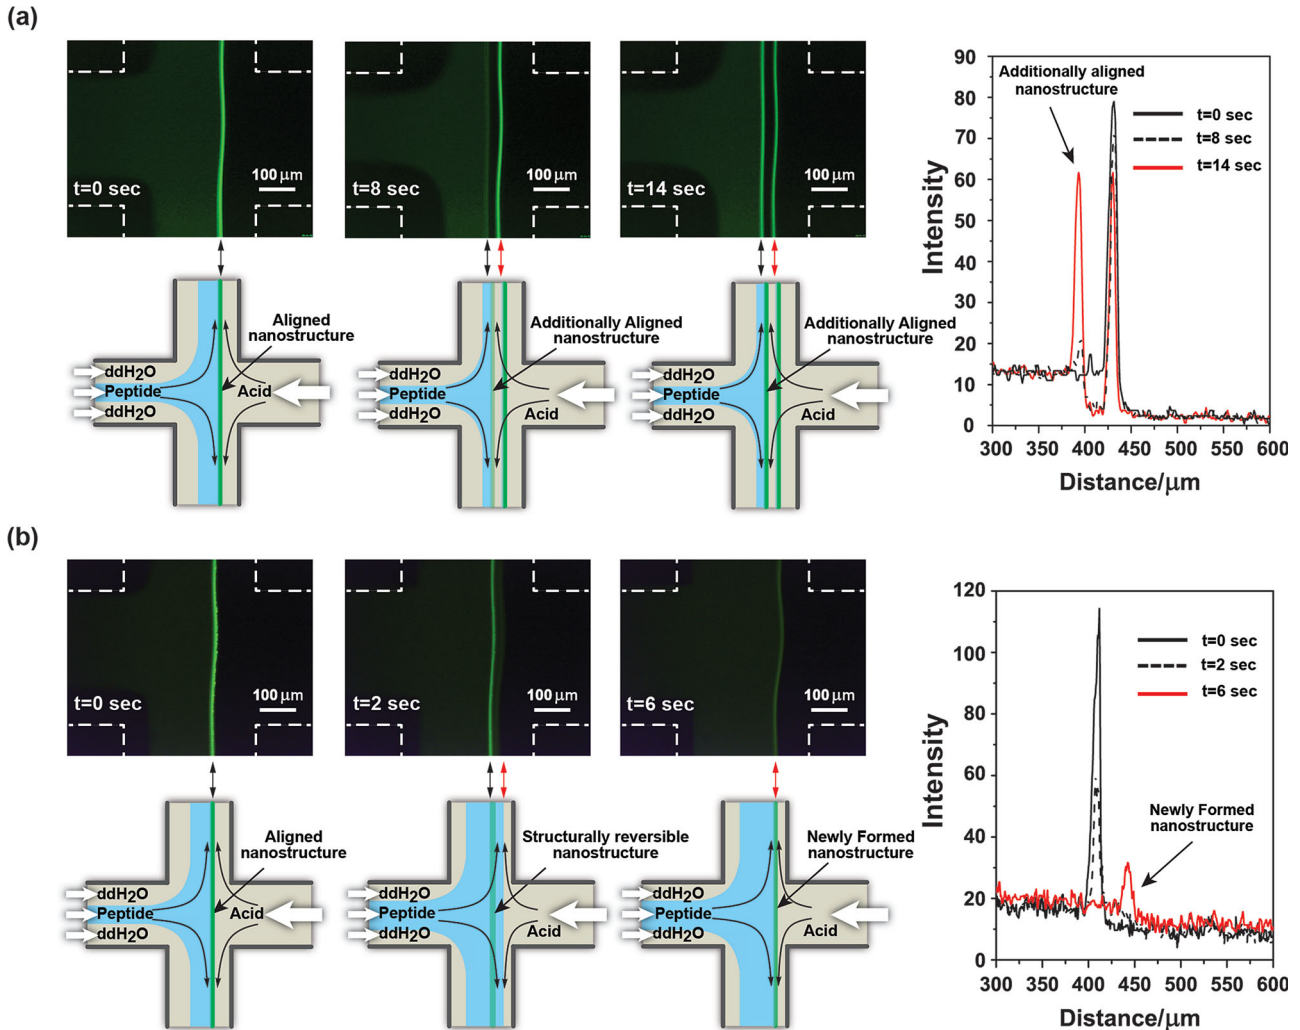 (a)
t=0 sec
100 μm
t=8 sec
100 μm
t=14 sec
100 μm
Aligned
nanostructure
ddH2O
Peptide
ddH2O
Acid
Additionally Aligned
nanostructure
ddH2O
Peptide
ddH2O
Acid
Additionally Aligned
nanostructure
ddH2O
Peptide
ddH2O
Acid
Additionally aligned
nanostructure
t=0 sec
t=8 sec
t=14 sec
Intensity
90
80
70
60
50
40
30
20
10
0
300 350 400 450 500 550 600
Distance/μm
(b)
t=0 sec
100 μm
t=2 sec
100 μm
t=6 sec
100 μm
Aligned
nanostructure
ddH2O
Peptide
ddH2O
Acid
Structurally reversible
nanostructure
ddH2O
Peptide
ddH2O
Acid
Newly Formed
nanostructure
ddH2O
Peptide
ddH2O
Acid
t=0 sec
t=2 sec
t=6 sec
Newly Formed
nanostructure
Intensity
120
100
80
60
40
20
0
300 350 400 450 500 550 600
Distance/μm